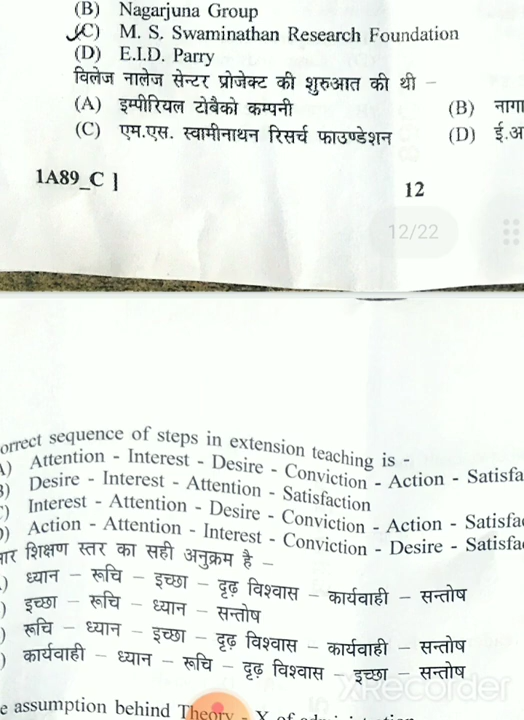 (B) Nagarjuna Group
(C) M. S. Swaminathan Research Foundation
(D) E.I.D. Parry
विलेज नालेज सेन्टर प्रोजेक्ट की शुरुआत की थी –
(A) इम्पीरियल टोबैको कम्पनी (B) नागा
(C) एम.एस. स्वामीनाथन रिसर्च फाउण्डेशन (D) ई.अ
1A89_C ] 12
12/22
orrect sequence of steps in extension teaching is -
A) Attention - Interest - Desire - Conviction - Action - Satisfa
B) Desire - Interest - Attention - Satisfaction
C) Interest - Attention - Desire - Conviction - Action - Satisfa
D) Action - Attention - Interest - Conviction - Desire - Satisfa
ार शिक्षण स्तर का सही अनुक्रम है –
) ध्यान – रूचि – इच्छा – दृढ़ विश्वास – कार्यवाही – सन्तोष
) इच्छा – रूचि – ध्यान – सन्तोष
) रूचि – ध्यान – इच्छा – दृढ़ विश्वास – कार्यवाही – सन्तोष
) कार्यवाही – ध्यान – रूचि – दृढ़ विश्वास – इच्छा – सन्तोष
XRecorder
e assumption behind Theory - X of